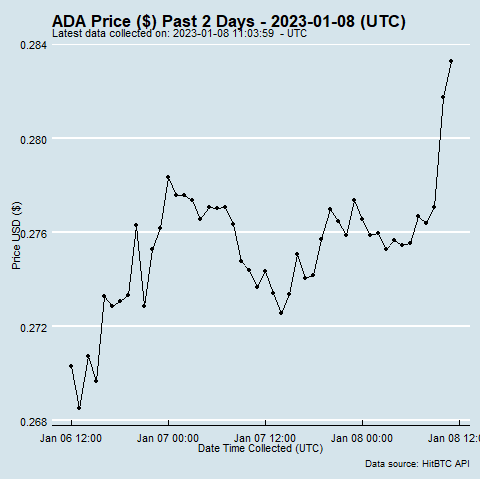 ADA Price ($) Past 2 Days - 2023-01-08 (UTC)
Latest data collected on: 2023-01-08 11:03:59 - UTC
0.284
0.280
0.276
0.272
0.268
Price USD ($)
Jan 06 12:00 Jan 07 00:00 Jan 07 12:00 Jan 08 00:00 Jan 08 12:00
Date Time Collected (UTC)
Data source: HitBTC API